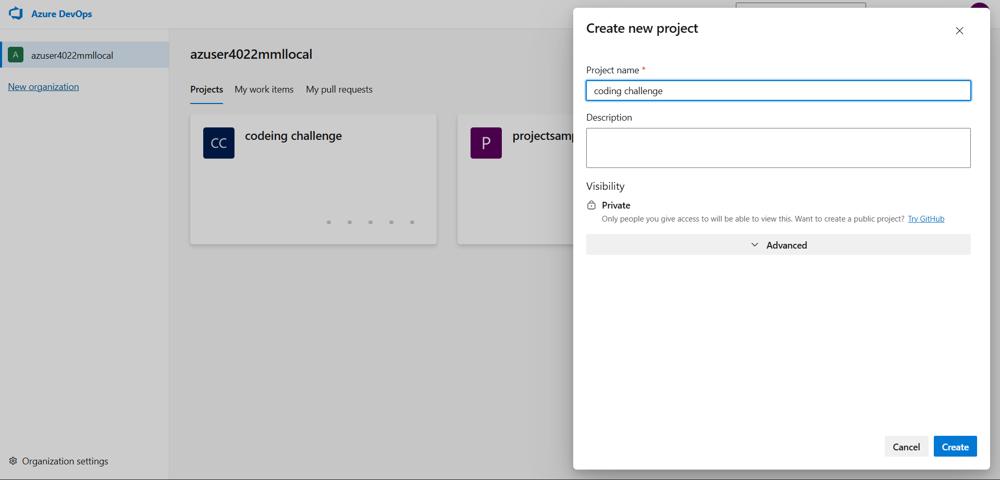 Azure DevOps
A
azuser4022mmllocal
New organization
Organization settings
azuser4022mmllocal
Projects
My work items
My pull requests
CC
codeing challenge
P
projectsamp
Create new project
Project name *
coding challenge
Description
Visibility
Private
Only people you give access to will be able to view this. Want to create a public project? Try GitHub
Advanced
Cancel
Create